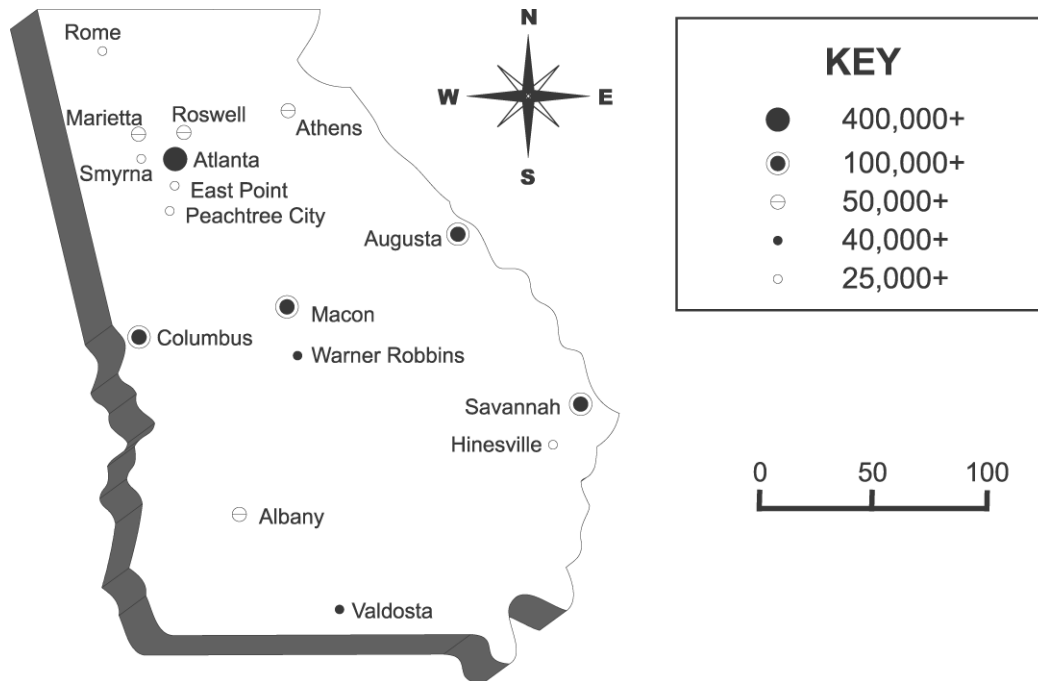 Rome
Marietta
Roswell
Athens
Smyrna
Atlanta
East Point
Peachtree City
Augusta
Macon
Columbus
Warner Robbins
Savannah
Hinesville
Albany
Valdosta
N
W
E
S
KEY
400,000+
100,000+
50,000+
40,000+
25,000+
0 50 100